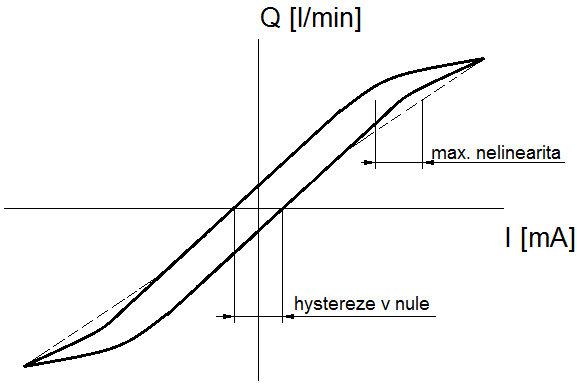 Q [l/min]
max. nelinearita
I [mA]
hystereze v nule